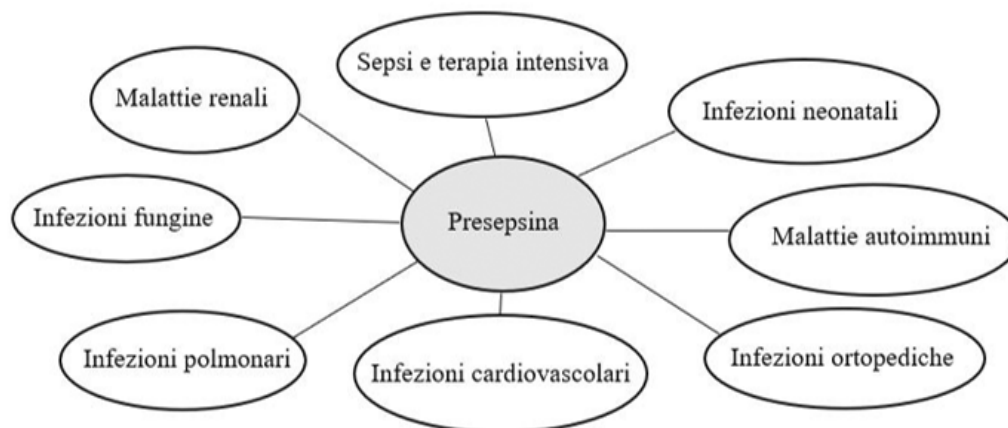 Sepsi e terapia intensiva
Malattie renali
Infezioni neonatali
Infezioni fungine
Presepsina
Malattie autoimmuni
Infezioni polmonari
Infezioni cardiovascolari
Infezioni ortopediche